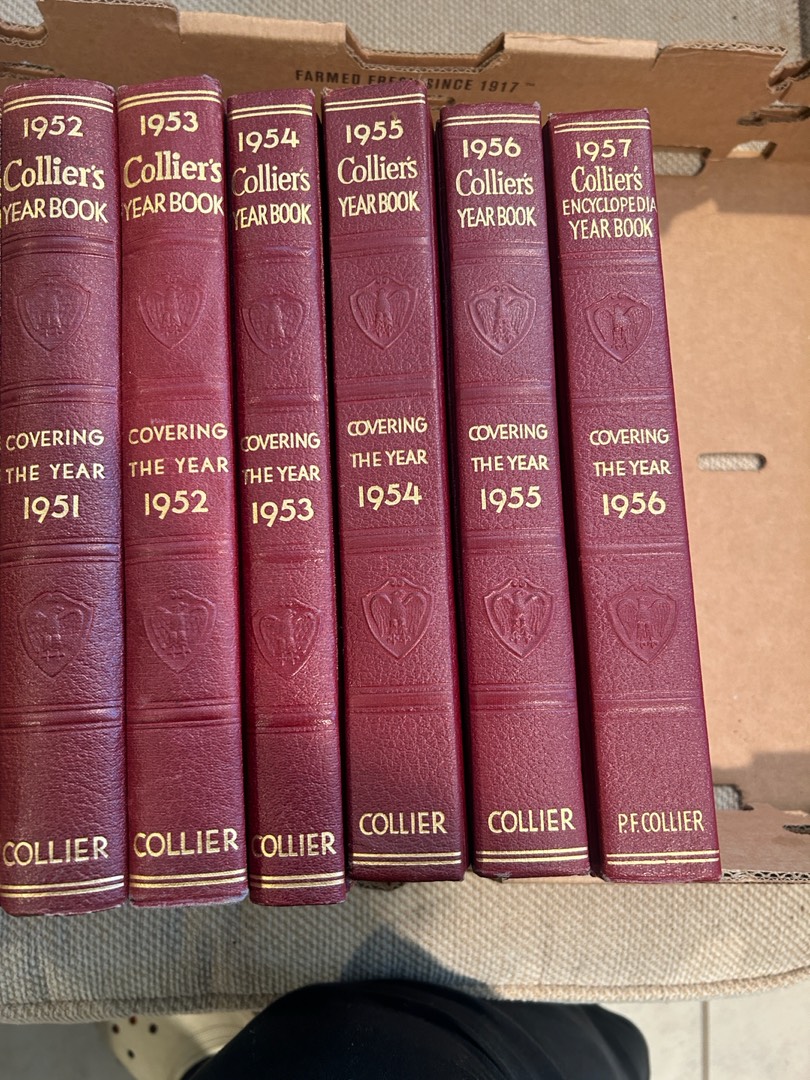 FARMED FRESH SINCE 1917
1952
Collier's
YEAR BOOK
COVERING
THE YEAR
1951
COLLIER
1953
Collier's
YEAR BOOK
COVERING
THE YEAR
1952
COLLIER
1954
Collier's
YEAR BOOK
COVERING
THE YEAR
1953
COLLIER
1955
Collier's
YEAR BOOK
COVERING
THE YEAR
1954
COLLIER
1956
Collier's
YEAR BOOK
COVERING
THE YEAR
1955
COLLIER
1957
Collier's
ENCYCLOPEDIA
YEAR BOOK
COVERING
THE YEAR
1956
P.F. COLLIER